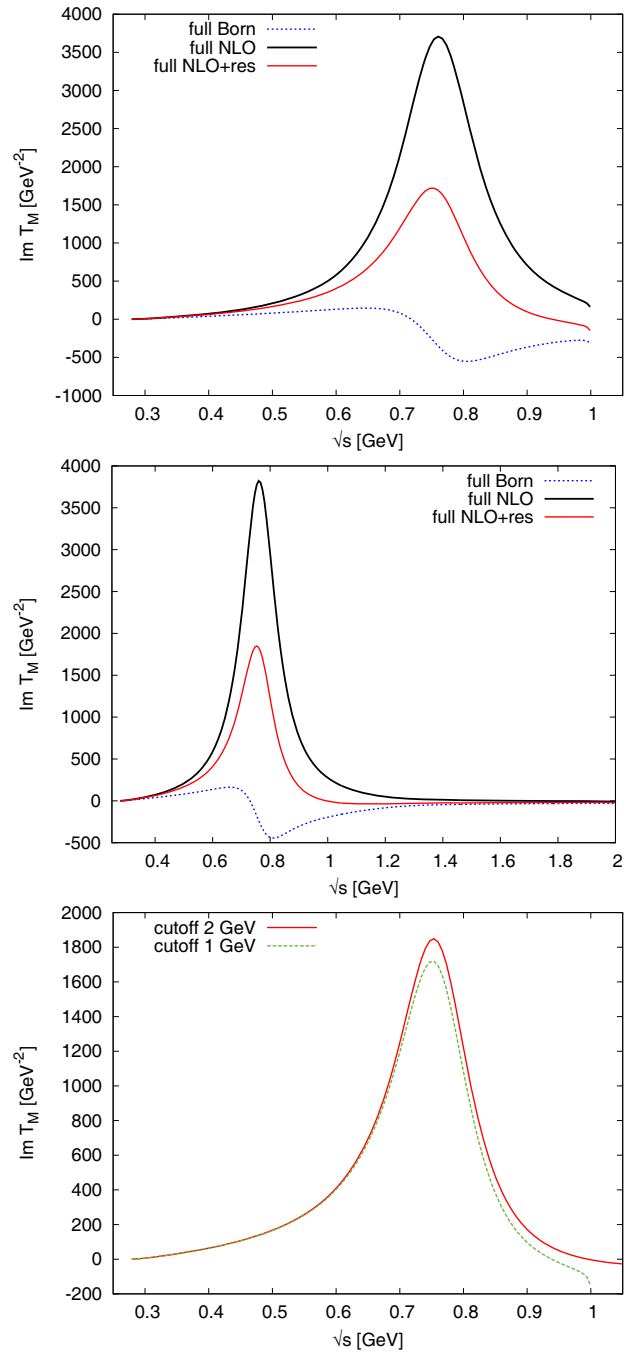 full Born
full NLO
full NLO+res
4000
3500
3000
2500
2000
1500
1000
500
0
-500
-1000
Im T_M [GeV⁻²]
0.3 0.4 0.5 0.6 0.7 0.8 0.9 1
√s [GeV]
full Born
full NLO
full NLO+res
4000
3500
3000
2500
2000
1500
1000
500
0
-500
Im T_M [GeV⁻²]
0.4 0.6 0.8 1 1.2 1.4 1.6 1.8 2
√s [GeV]
cutoff 2 GeV
cutoff 1 GeV
2000
1800
1600
1400
1200
1000
800
600
400
200
0
-200
Im T_M [GeV⁻²]
0.3 0.4 0.5 0.6 0.7 0.8 0.9 1
√s [GeV]